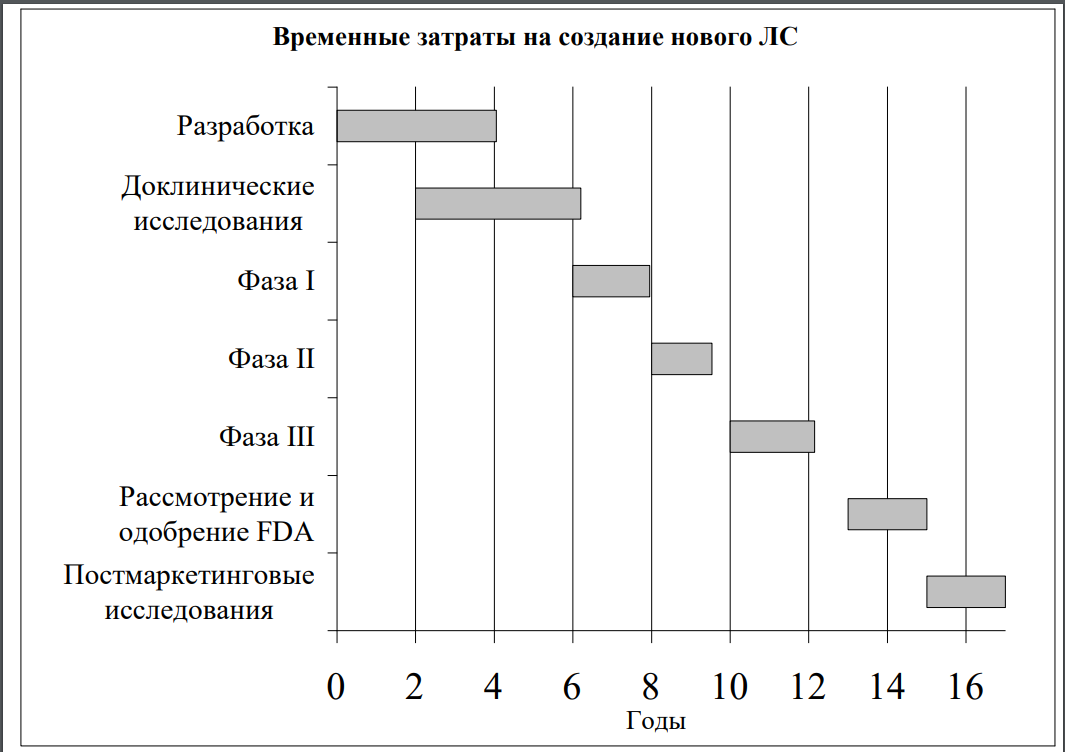 Временные затраты на создание нового ЛС
Разработка
Доклинические
исследования
Фаза I
Фаза II
Фаза III
Рассмотрение и
одобрение FDA
Постмаркетинговые
исследования
0 2 4 6 8 10 12 14 16
Годы